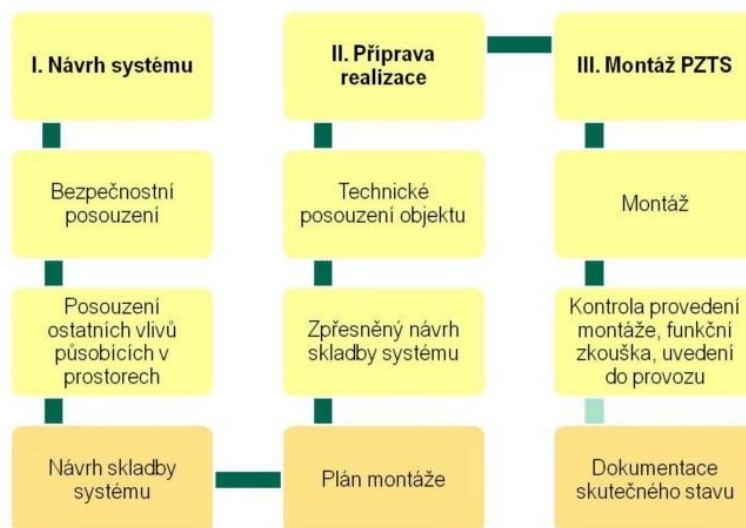 I. Návrh systému
Bezpečnostní
posouzení
Posouzení
ostatních vlivů
působících v
prostorech
Návrh skladby
systému
II. Příprava
realizace
Technické
posouzení objektu
Zpřesněný návrh
skladby systému
Plán montáže
III. Montáž PZTS
Montáž
Kontrola provedení
montáže, funkční
zkouška, uvedení
do provozu
Dokumentace
skutečného stavu